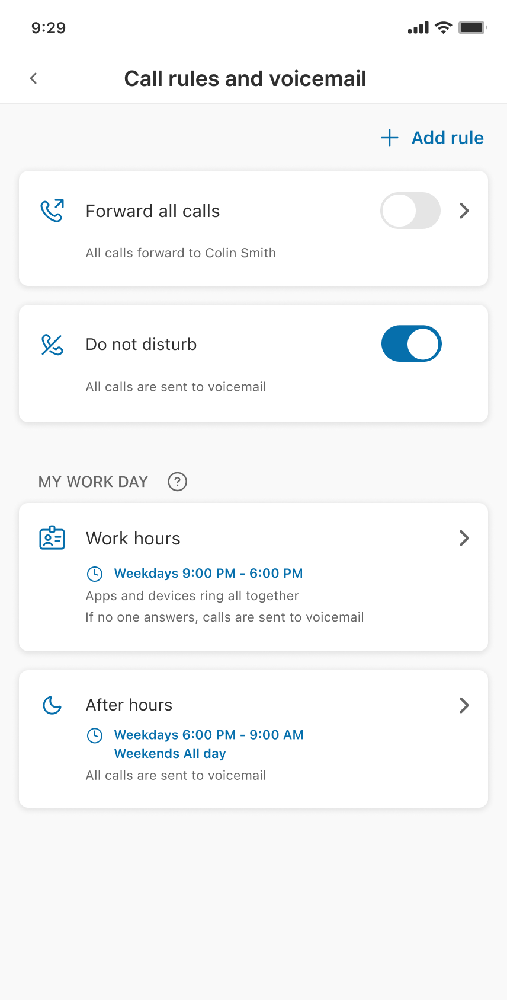 9:29
Call rules and voicemail
Add rule
Forward all calls
All calls forward to Colin Smith
Do not disturb
All calls are sent to voicemail
MY WORK DAY ?
Work hours
Weekdays 9:00 PM - 6:00 PM
Apps and devices ring all together
If no one answers, calls are sent to voicemail
After hours
Weekdays 6:00 PM - 9:00 AM
Weekends All day
All calls are sent to voicemail